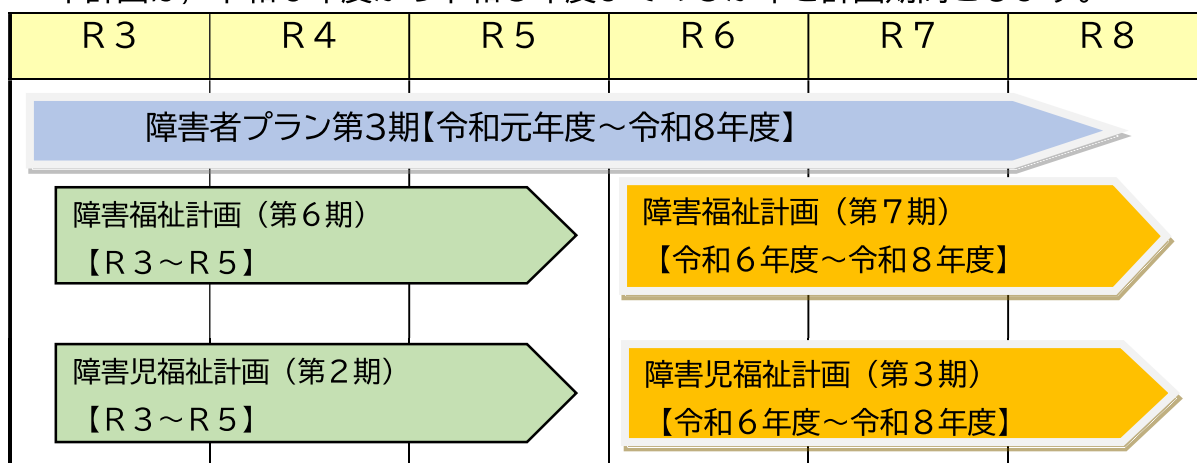 R３
R４
R５
R６
R７
R８
障害者プラン第3期【令和元年度～令和8年度】
障害福祉計画（第６期）
【R３～R５】
障害福祉計画（第７期）
【令和６年度～令和８年度】
障害児福祉計画（第２期）
【R３～R５】
障害児福祉計画（第３期）
【令和６年度～令和８年度】